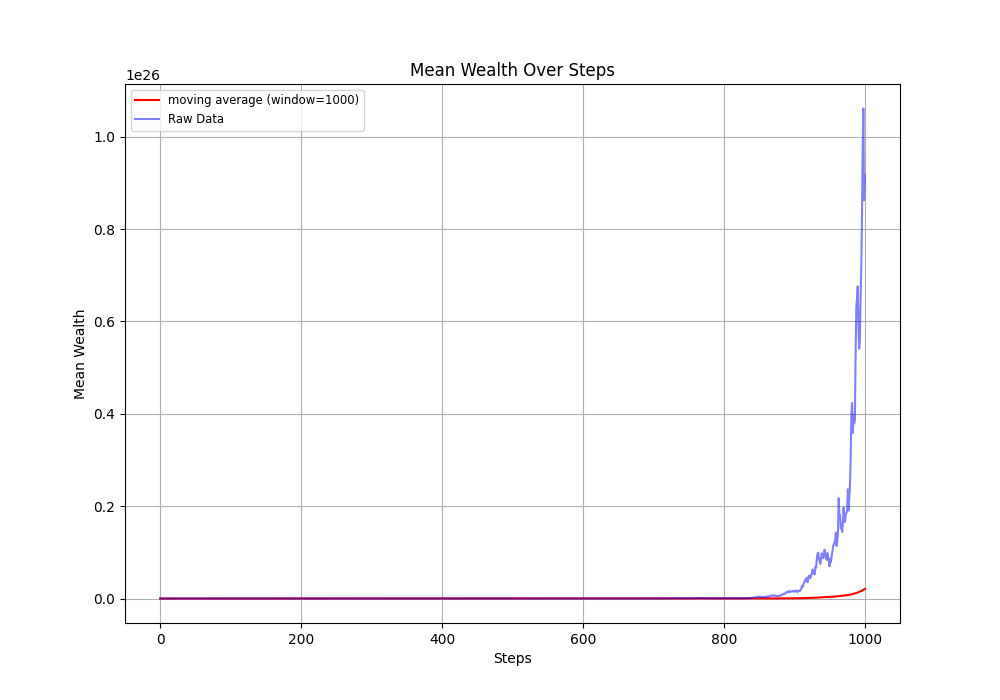 Mean Wealth Over Steps
1e26
moving average (window=1000)
Raw Data
1.0
0.8
0.6
0.4
0.2
0.0
Mean Wealth
0 200 400 600 800 1000
Steps